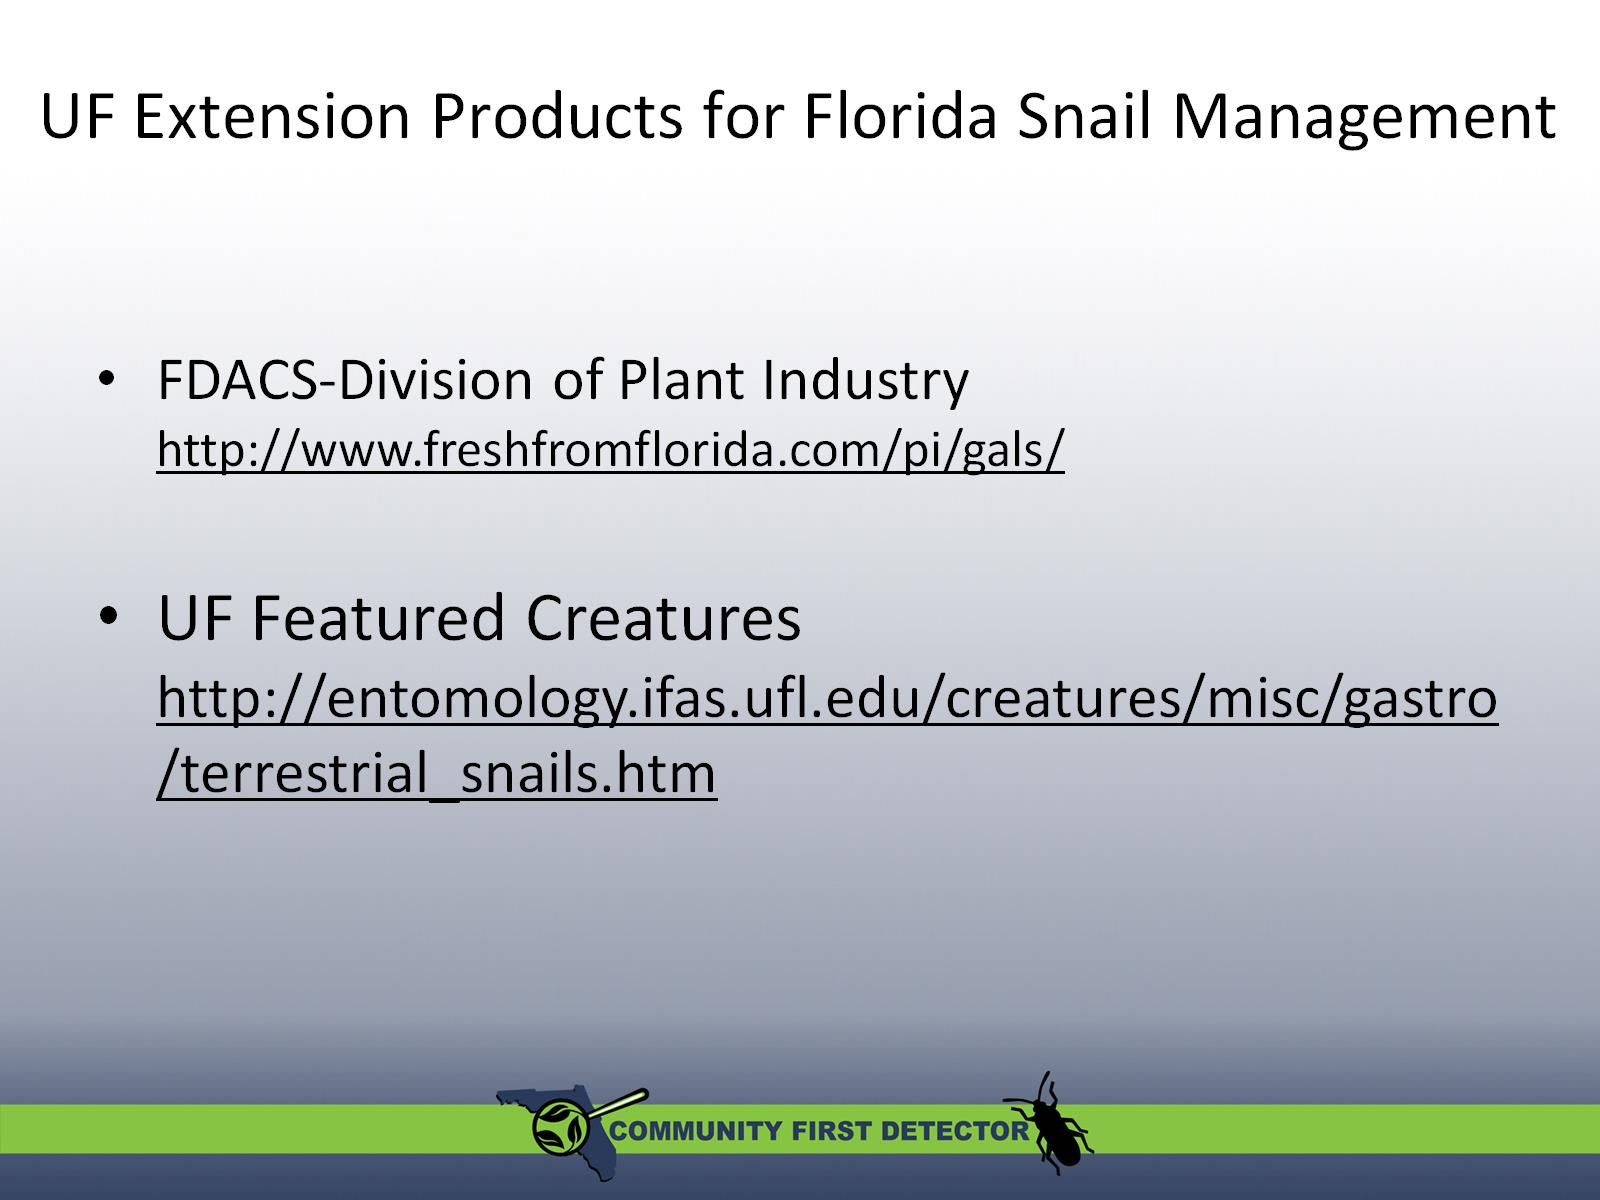 UF Extension Products for Florida Snail Management
• FDACS-Division of Plant Industry
http://www.freshfromflorida.com/pi/gals/
• UF Featured Creatures
http://entomology.ifas.ufl.edu/creatures/misc/gastro
/terrestrial_snails.htm
COMMUNITY FIRST DETECTOR